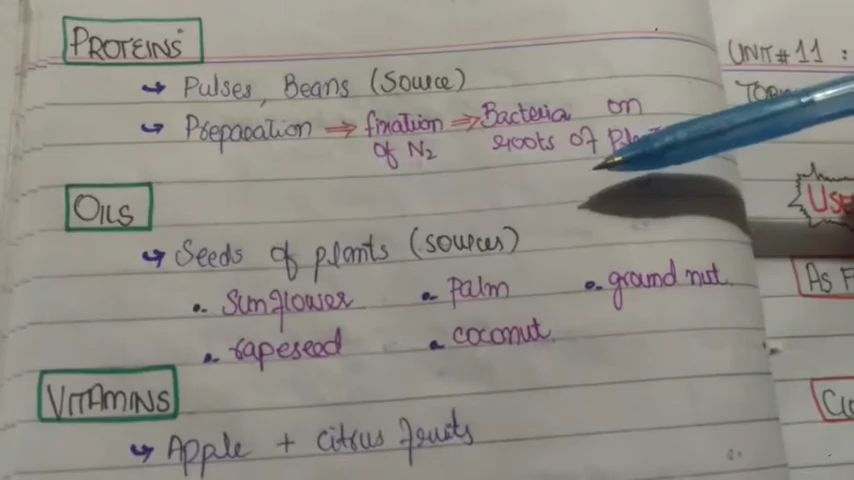 PROTEINS
→ Pulses, Beans (Source)
→ Preparation ⇒ fixation of N2 ⇒ Bacteria on roots of
OILS
→ Seeds of plants (sources)
• Sunflower • palm • ground nut
• rapeseed • coconut
VITAMINS
→ Apple + citrus fruits
UNIT # 11 :